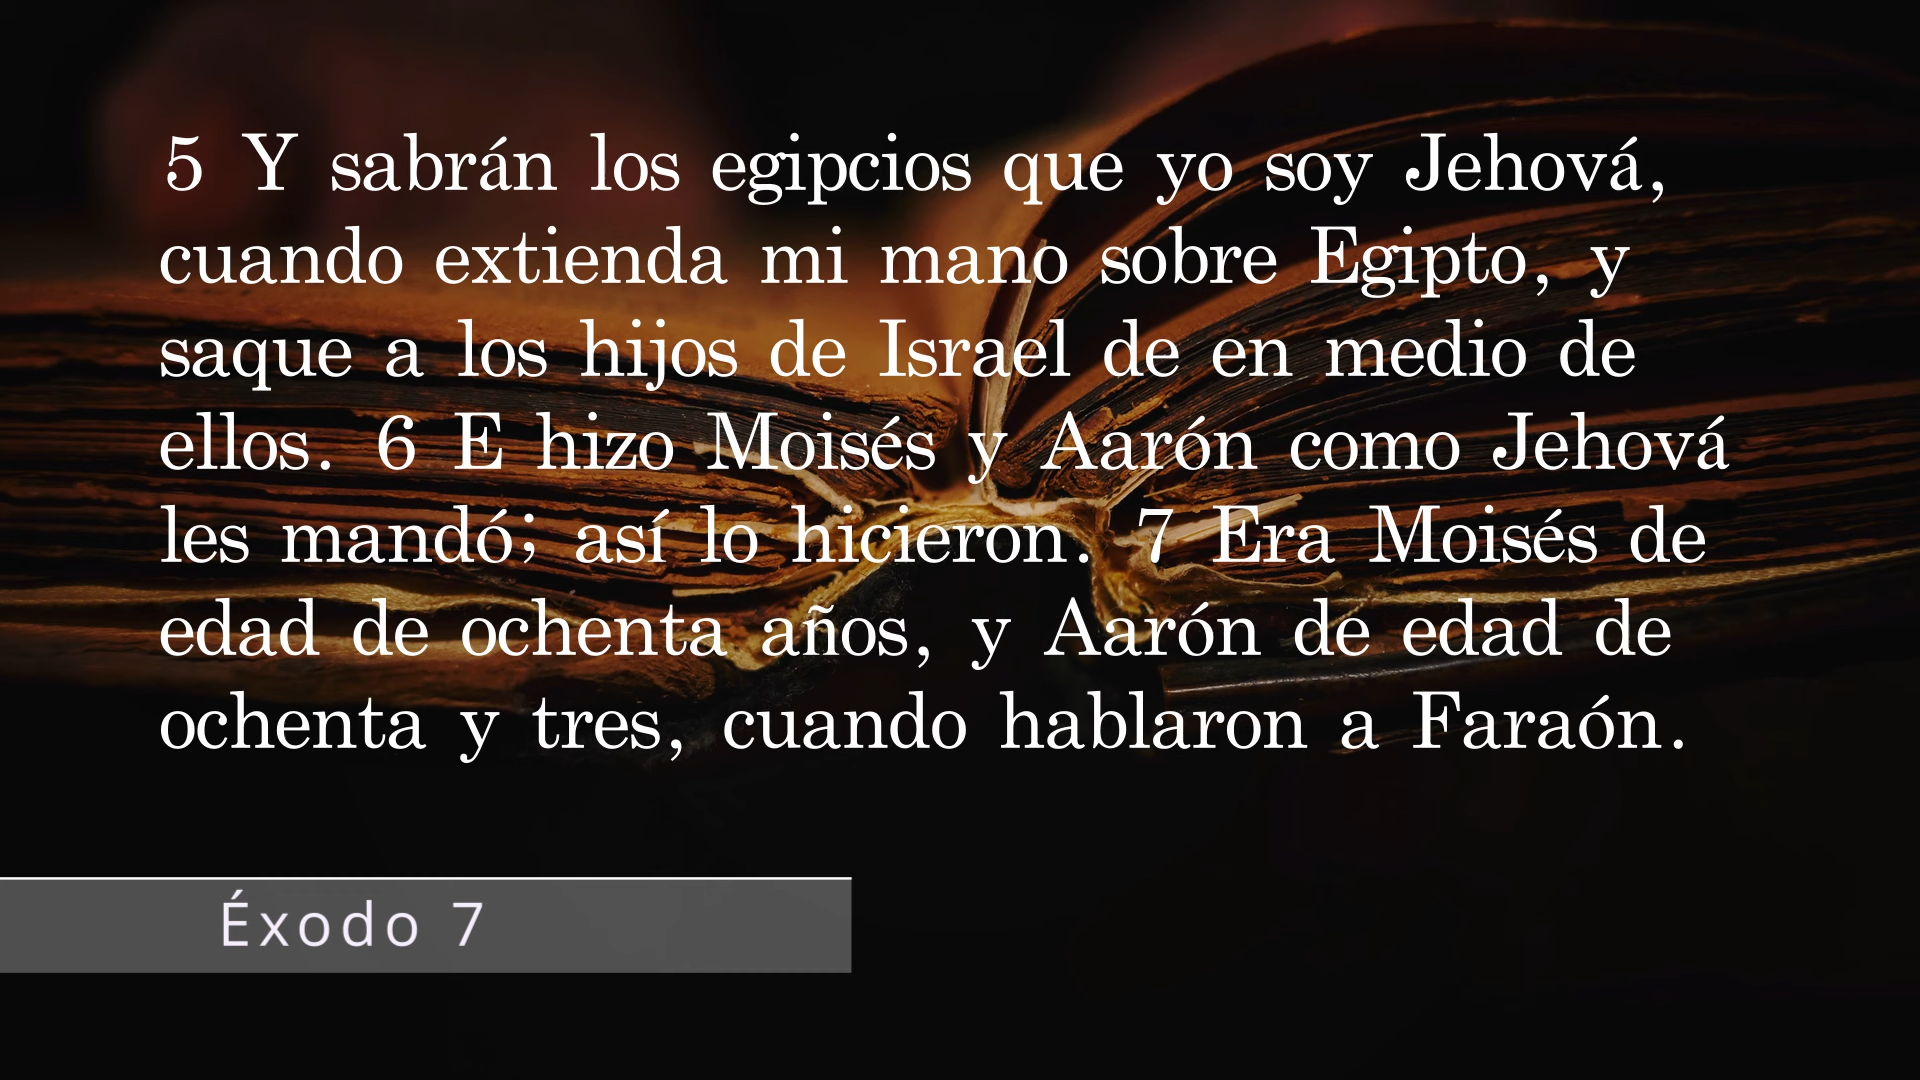 5 Y sabrán los egipcios que yo soy Jehová,
cuando extienda mi mano sobre Egipto, y
saque a los hijos de Israel de en medio de
ellos. 6 E hizo Moisés y Aarón como Jehová
les mandó; así lo hicieron. 7 Era Moisés de
edad de ochenta años, y Aarón de edad de
ochenta y tres, cuando hablaron a Faraón.
Éxodo 7